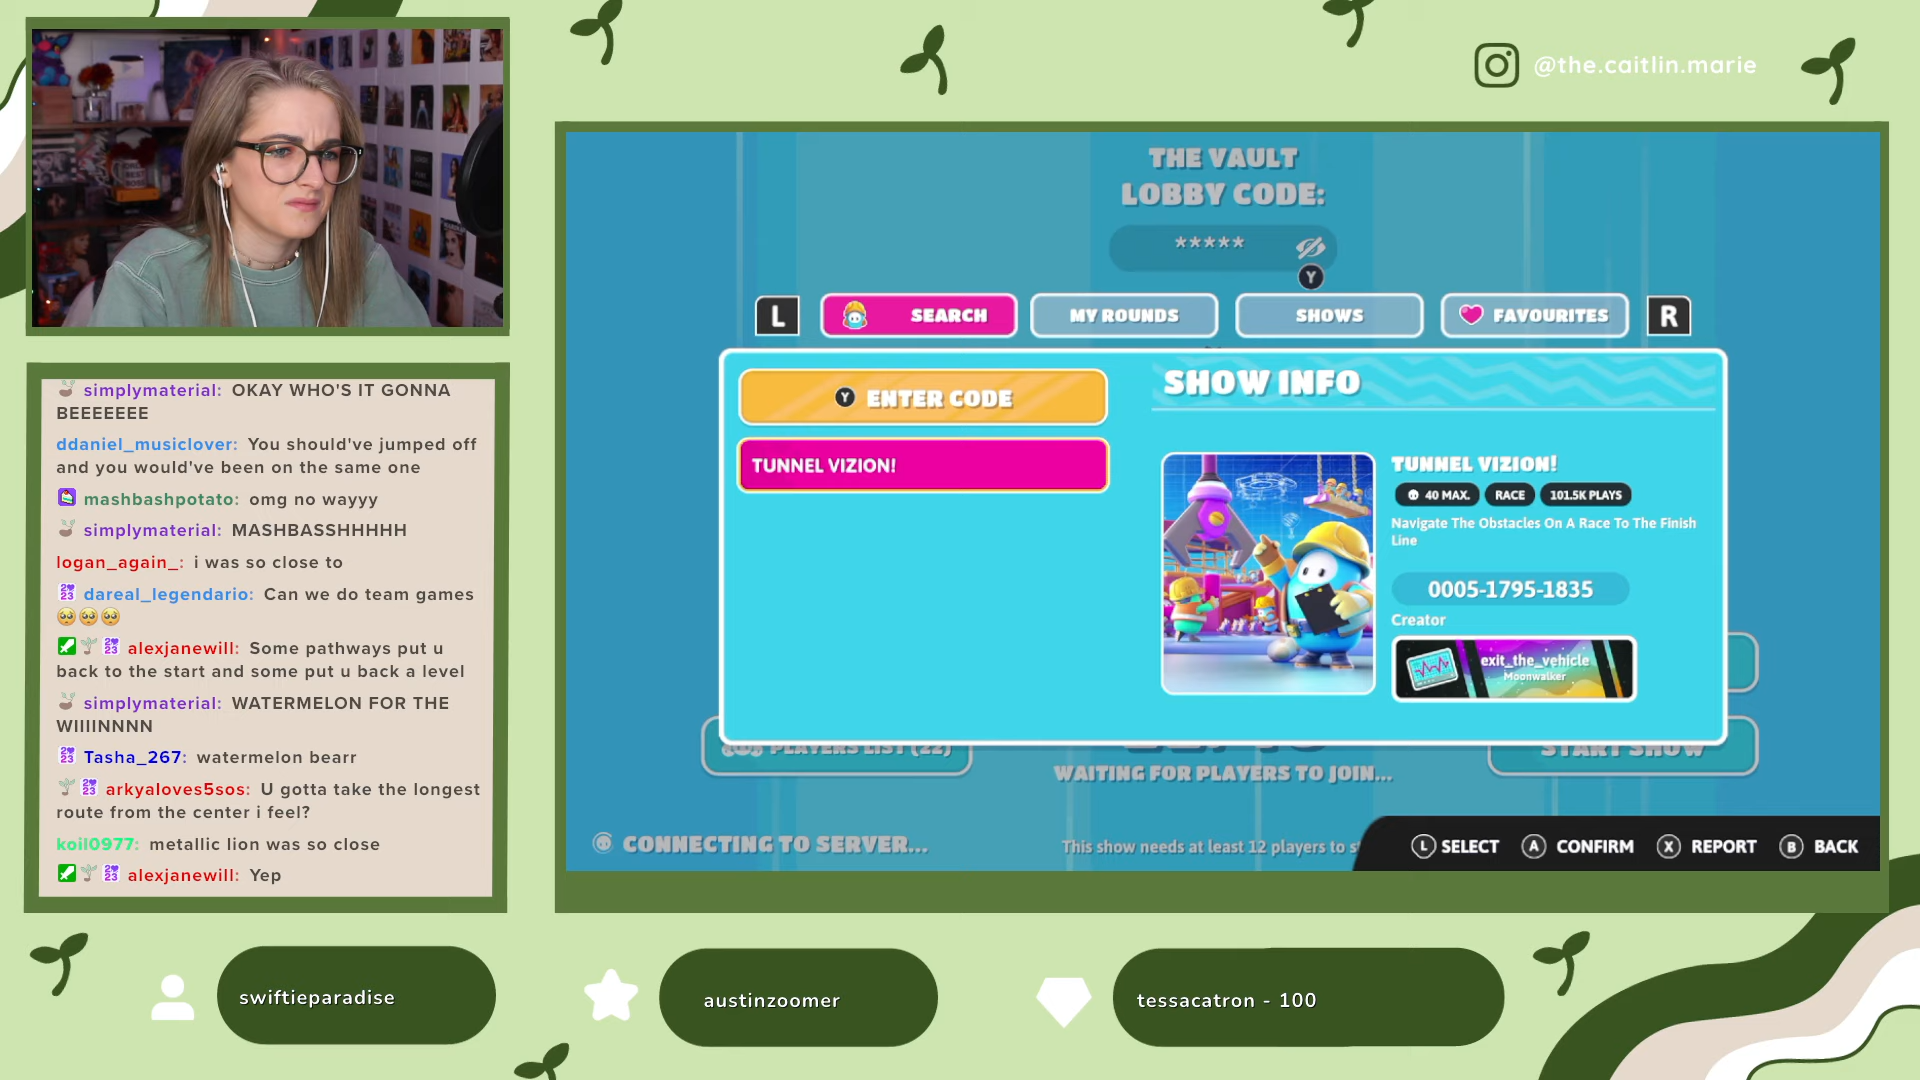 @the.caitlin.marie
simplymaterial: OKAY WHO'S IT GONNA
BEEEEEEE
ddaniel_musiclover: You should've jumped off
and you would've been on the same one
mashbashpotato: omg no wayyy
simplymaterial: MASHBASSHHHHH
logan_again_: i was so close to
dareal_legendario: Can we do team games
alexjanewill: Some pathways put u
back to the start and some put u back a level
simplymaterial: WATERMELON FOR THE
WIIIINNNN
Tasha_267: watermelon bearr
arkyaloves5sos: U gotta take the longest
route from the center i feel?
koil0977: metallic lion was so close
alexjanewill: Yep
THE VAULT
LOBBY CODE:
*****
Y
L SEARCH MY ROUNDS SHOWS FAVOURITES R
Y ENTER CODE
TUNNEL VIZION!
SHOW INFO
TUNNEL VIZION!
40 MAX. RACE 101.5K PLAYS
Navigate The Obstacles On A Race To The Finish
Line
0005-1795-1835
Creator
exit_the_vehicle
Moonwalker
PLAYERS LIST (22)
START SHOW
WAITING FOR PLAYERS TO JOIN...
CONNECTING TO SERVER...
This show needs at least 12 players to s
L SELECT A CONFIRM X REPORT B BACK
swiftieparadise
austinzoomer
tessacatron - 100